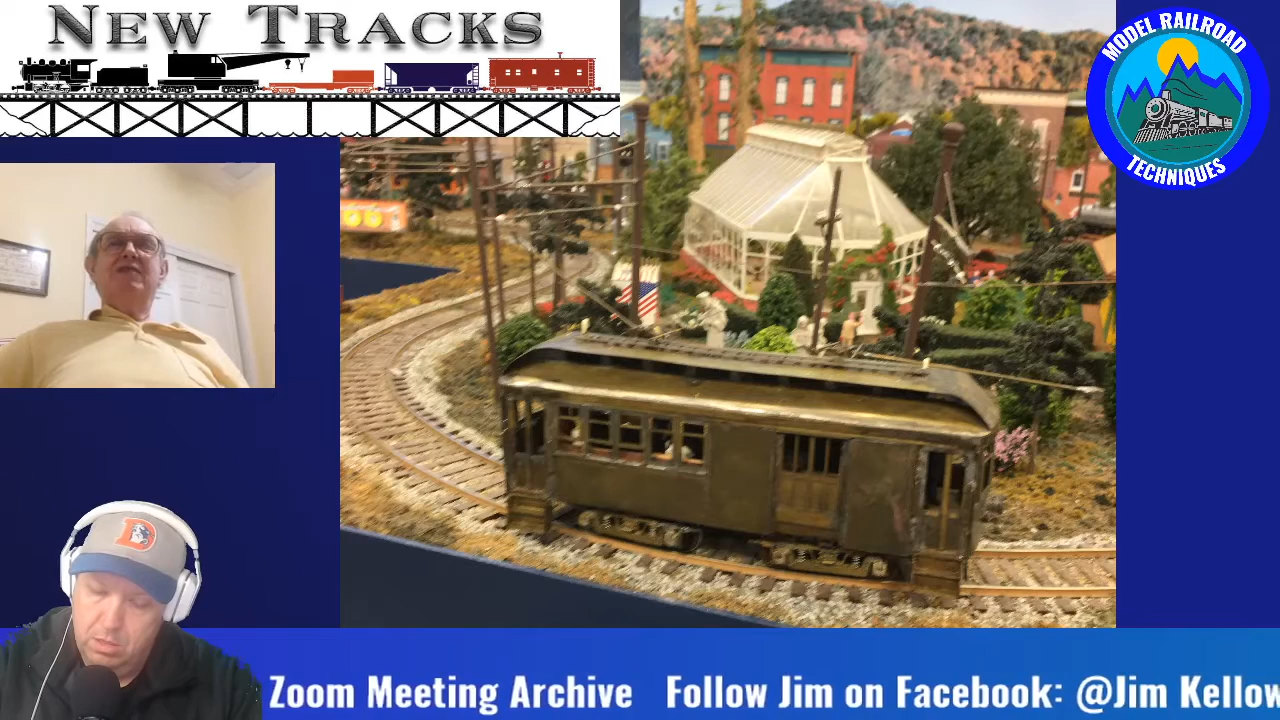 NEW TRACKS
MODEL RAILROAD
TECHNIQUES
Zoom Meeting Archive Follow Jim on Facebook: @Jim Kellow